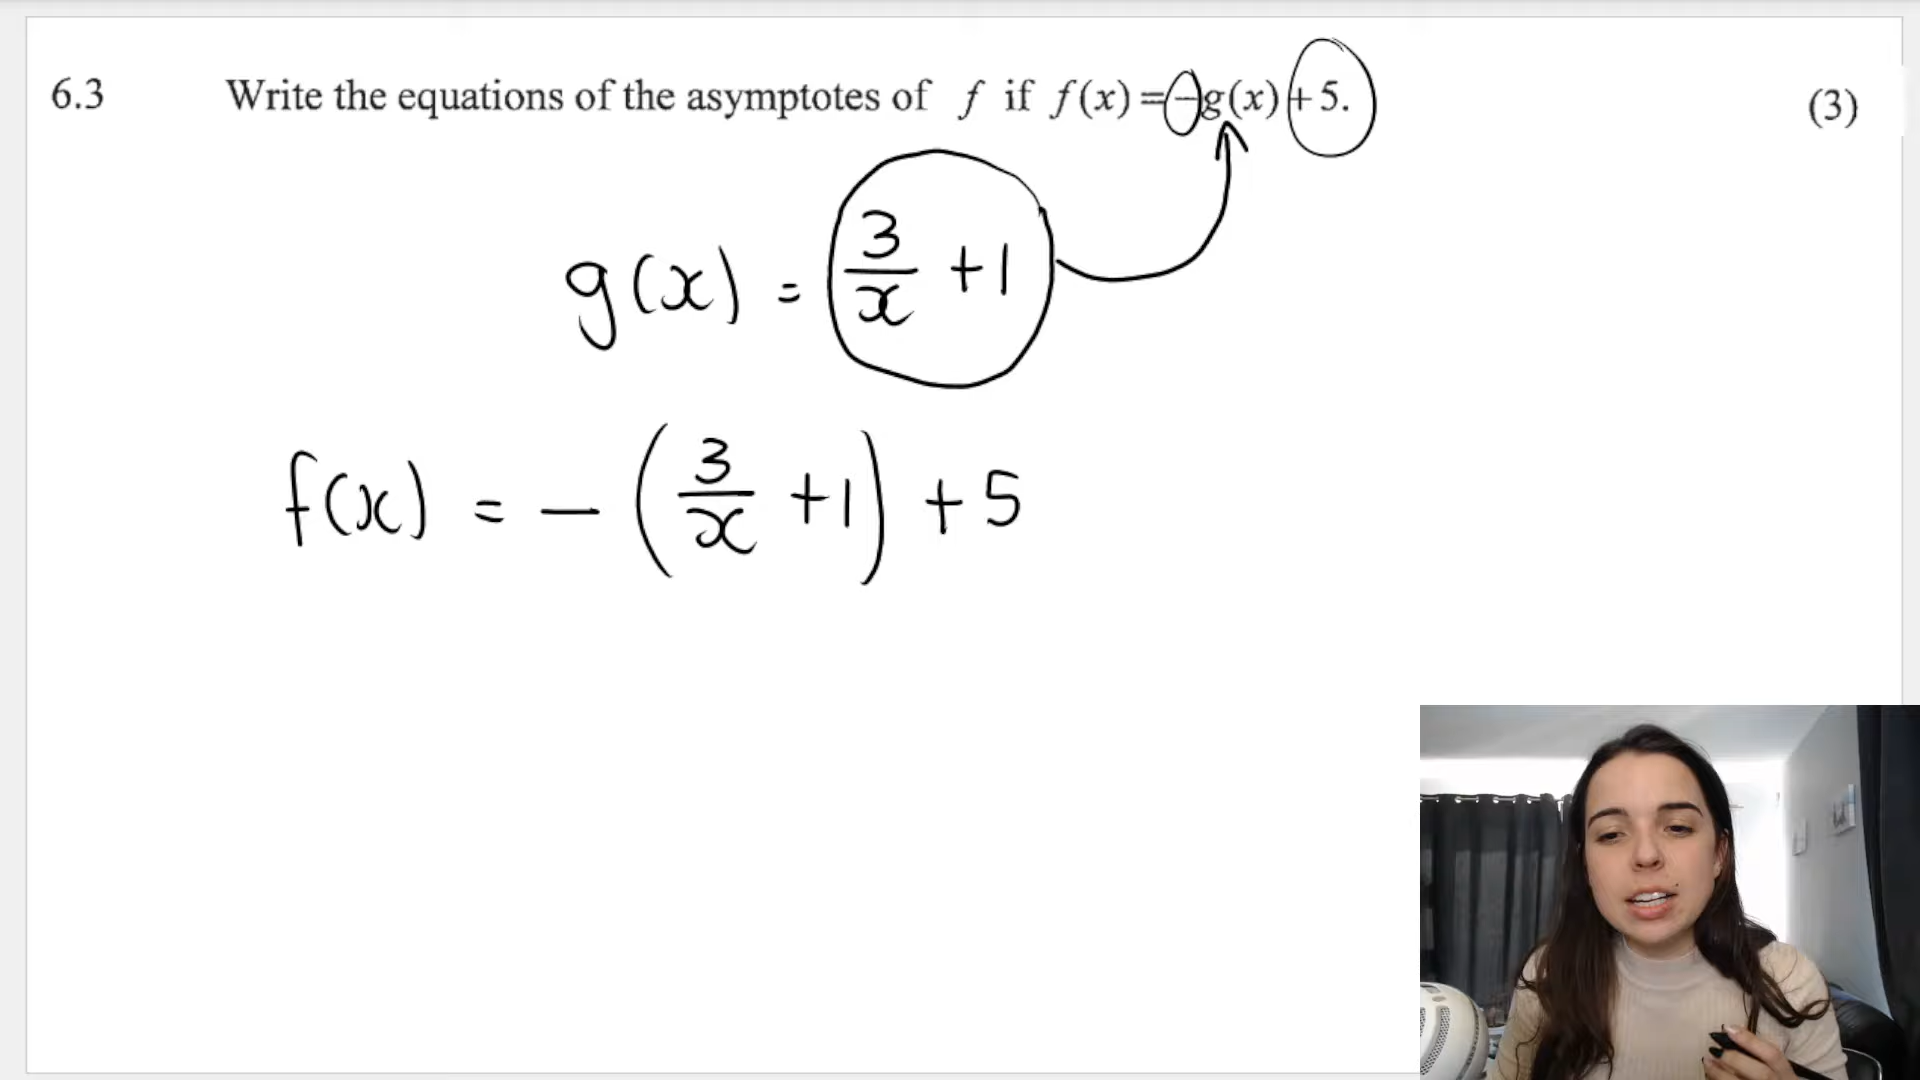 6.3 Write the equations of the asymptotes of f if f(x) = −g(x) + 5. (3)
g(x) = 3/x + 1
f(x) = − (3/x + 1) + 5